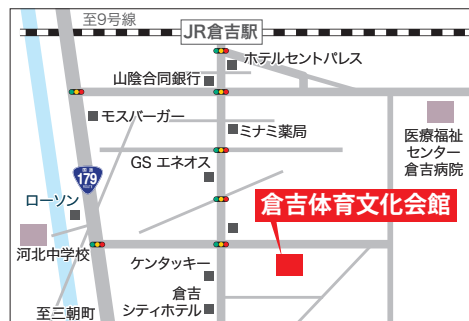 至9号線
JR倉吉駅
ホテルセントパレス
山陰合同銀行
モスバーガー
ミナミ薬局
医療福祉
センター
倉吉病院
GS エネオス
国道
179
ROUTE
ローソン
倉吉体育文化会館
河北中学校
ケンタッキー
倉吉
シティホテル
至三朝町